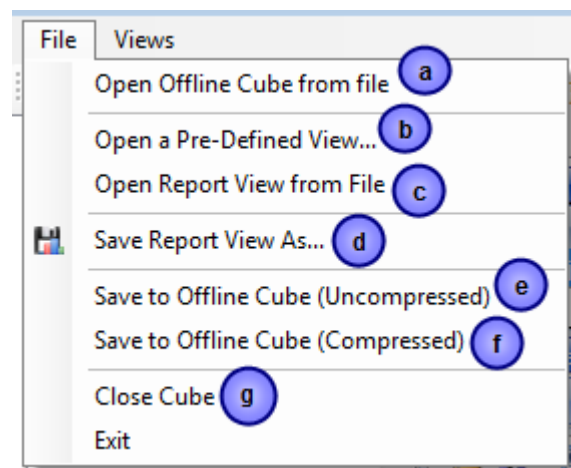 File Views
Open Offline Cube from file a
Open a Pre-Defined View... b
Open Report View from File c
Save Report View As... d
Save to Offline Cube (Uncompressed) e
Save to Offline Cube (Compressed) f
Close Cube g
Exit